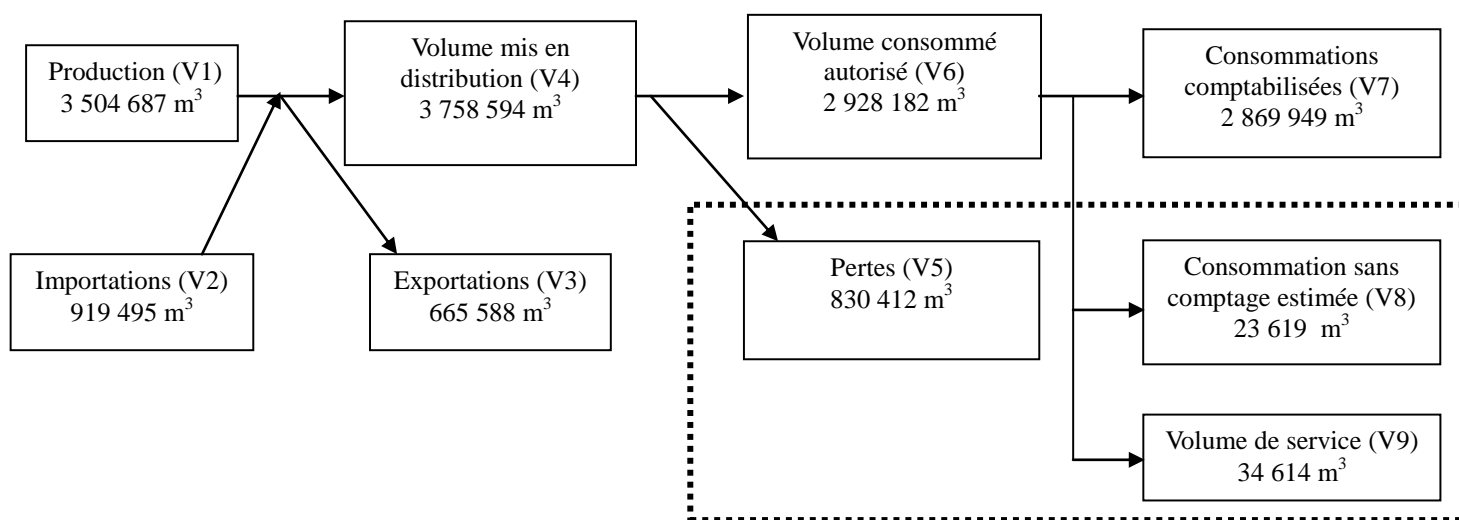 Production (V1)
3 504 687 m³
Volume mis en
distribution (V4)
3 758 594 m³
Volume consommé
autorisé (V6)
2 928 182 m³
Consommations
comptabilisées (V7)
2 869 949 m³
Importations (V2)
919 495 m³
Exportations (V3)
665 588 m³
Pertes (V5)
830 412 m³
Consommation sans
comptage estimée (V8)
23 619 m³
Volume de service (V9)
34 614 m³